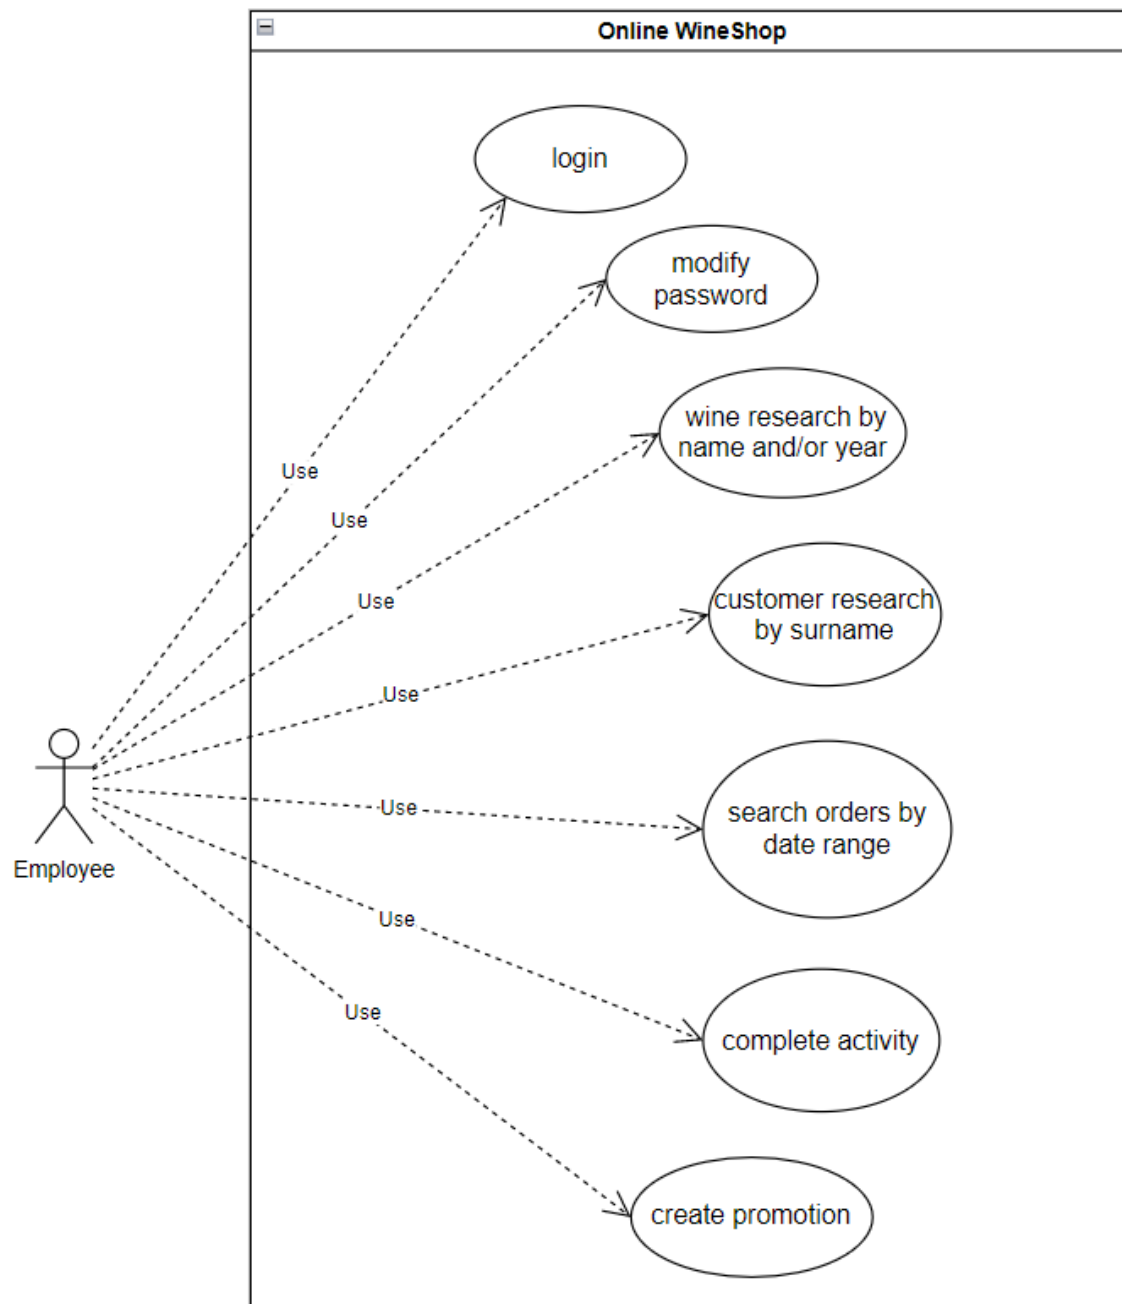 Online WineShop
login
modify
password
wine research by
name and/or year
Use
Use
Use
customer research
by surname
Use
Employee
Use
search orders by
date range
Use
complete activity
Use
create promotion